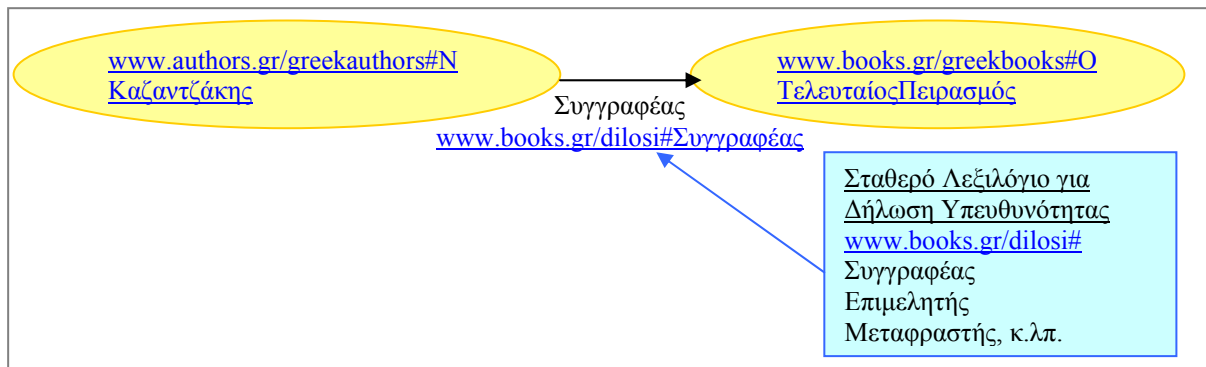 www.authors.gr/greekauthors#Ν
Καζαντζάκης
www.books.gr/greekbooks#Ο
ΤελευταίοςΠειρασμός
Συγγραφέας
www.books.gr/dilosi#Συγγραφέας
Σταθερό Λεξιλόγιο για
Δήλωση Υπευθυνότητας
www.books.gr/dilosi#
Συγγραφέας
Επιμελητής
Μεταφραστής, κ.λπ.